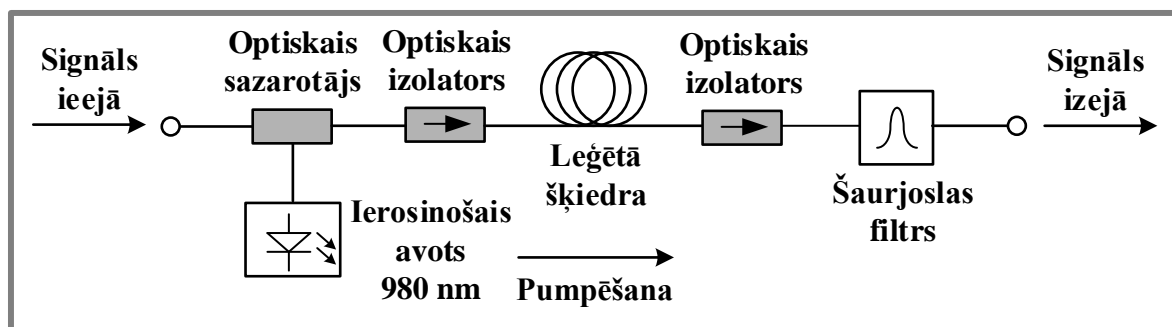 Signāls
ieejā
Optiskais
sazarotājs
Optiskais
izolators
Optiskais
izolators
Signāls
izejā
Leģētā
šķiedra
Šaurjoslas
filtrs
Ierosinošais
avots
980 nm
Pumpēšana